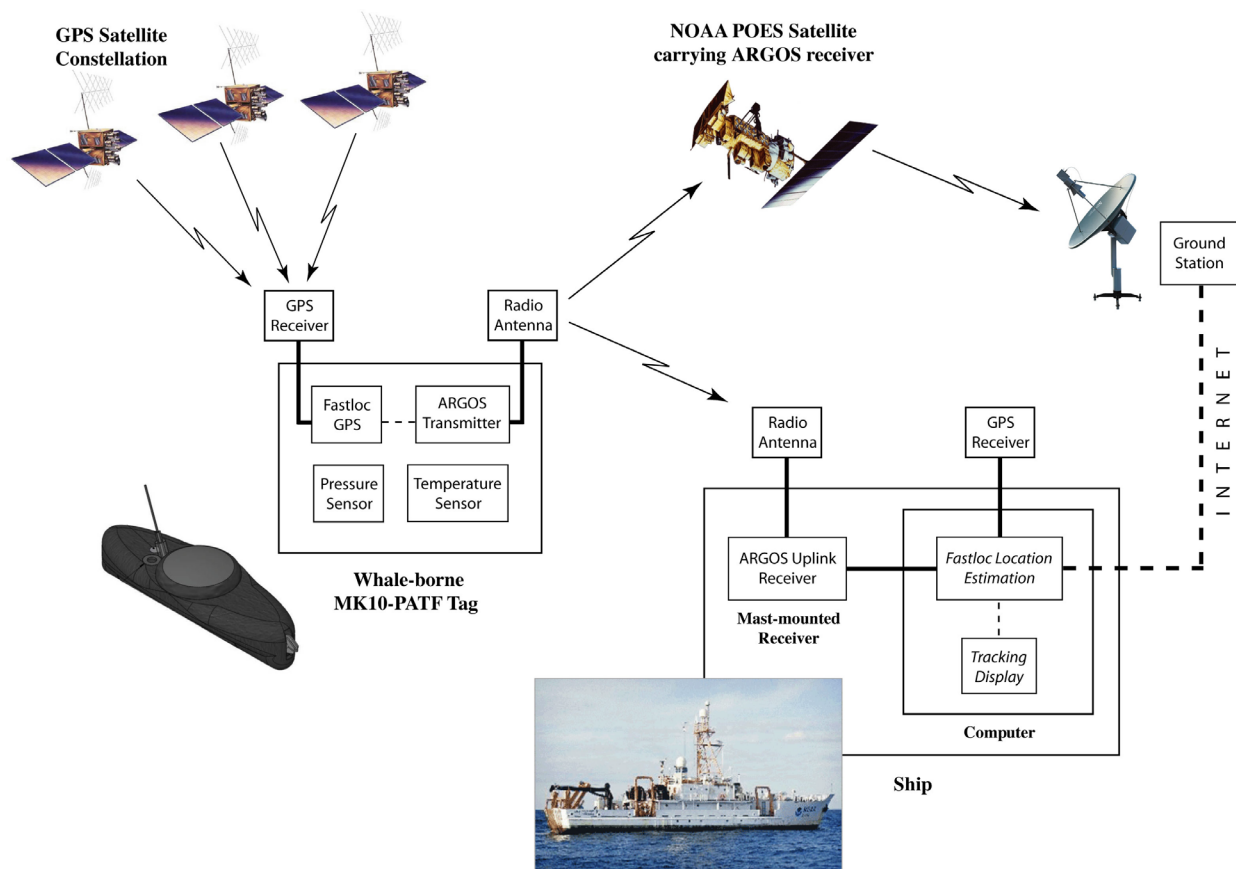 GPS Satellite
Constellation
NOAA POES Satellite
carrying ARGOS receiver
Ground
Station
GPS
Receiver
Radio
Antenna
INTERNET
Fastloc
GPS
ARGOS
Transmitter
Pressure
Sensor
Temperature
Sensor
Whale-borne
MK10-PATF Tag
Radio
Antenna
GPS
Receiver
ARGOS Uplink
Receiver
Fastloc Location
Estimation
Mast-mounted
Receiver
Tracking
Display
Computer
Ship